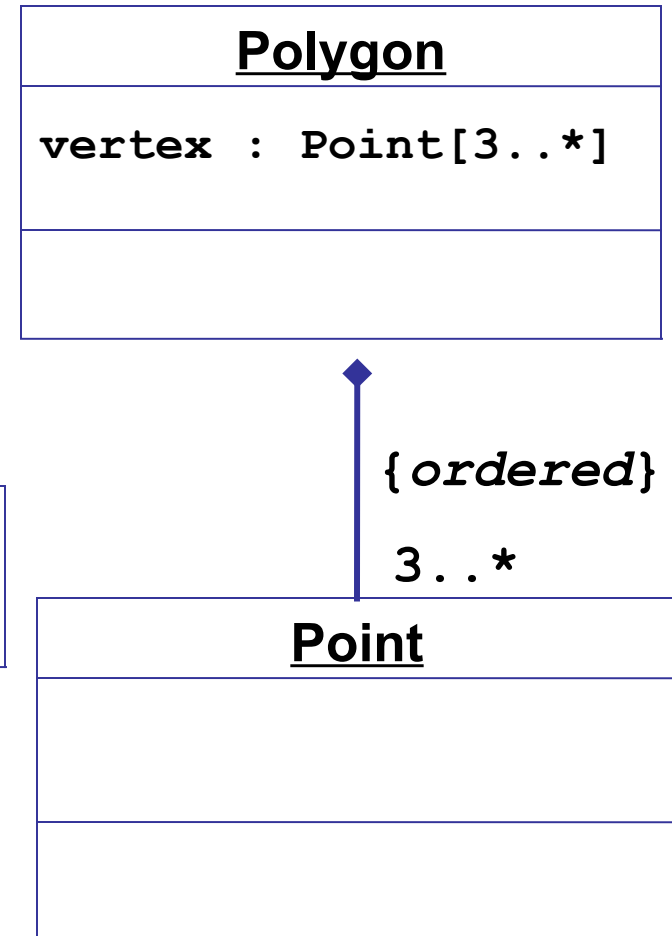 Polygon
vertex : Point[3..*]
{ordered}
3..*
Point